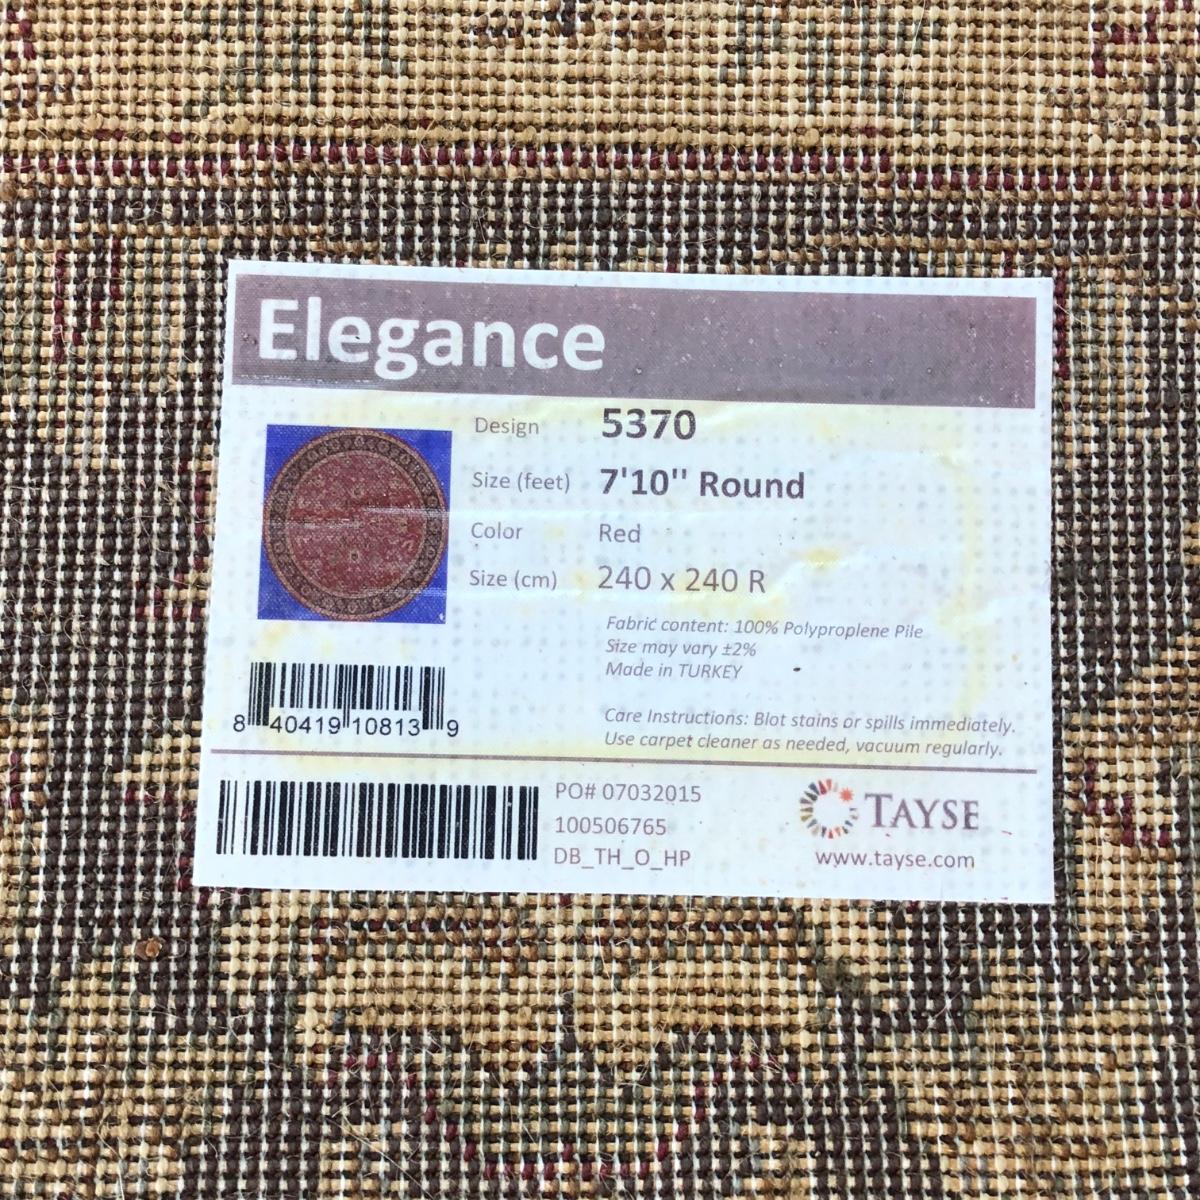 Elegance
Design 5370
Size (feet) 7'10" Round
Color Red
Size (cm) 240 x 240 R
Fabric content: 100% Polyproplene Pile
Size may vary ±2%
Made in TURKEY
Care Instructions: Blot stains or spills immediately.
Use carpet cleaner as needed, vacuum regularly.
8 40419 10813 9
PO# 07032015
100506765
DB_TH_O_HP
TAYSE
www.tayse.com